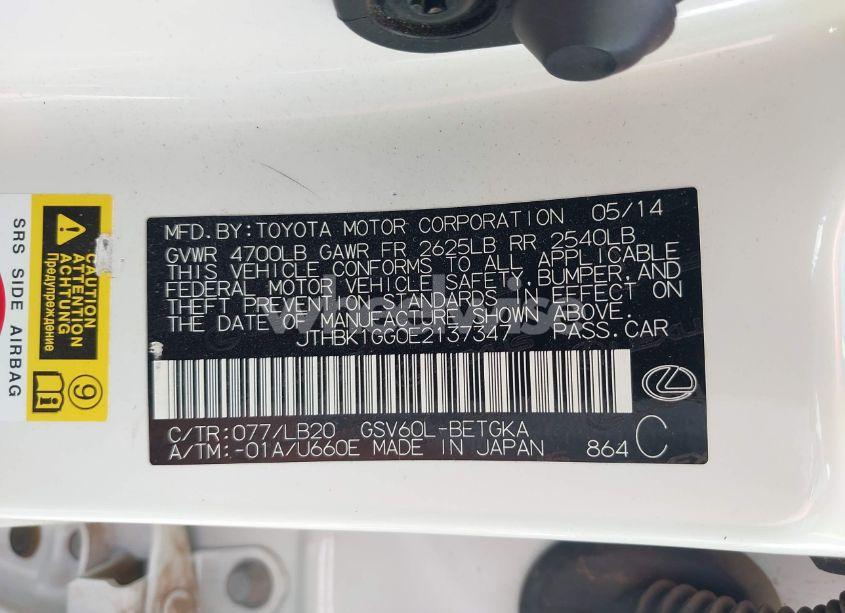 MFD.BY:TOYOTA MOTOR CORPORATION 05/14
GVWR 4700LB GAWR FR 2625LB RR 2540LB
THIS VEHICLE CONFORMS TO ALL APPLICABLE
FEDERAL MOTOR VEHICLE SAFETY,BUMPER,AND
THEFT PREVENTION STANDARDS IN EFFECT ON
THE DATE OF MANUFACTURE SHOWN ABOVE.
JTHBK1GG0E2137347 PASS.CAR
C/TR:077/LB20 GSV60L-BETGKA
A/TM:-01A/U660E MADE IN JAPAN 864 C
CAUTION
ATTENTION
ACHTUNG
Предупреждение
9
SRS SIDE AIRBAG